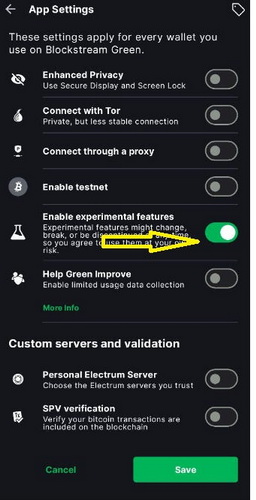 App Settings
These settings apply for every wallet you
use on Blockstream Green.
Enhanced Privacy
Use Secure Display and Screen Lock
Connect with Tor
Private, but less stable connection
Connect through a proxy
Enable testnet
Enable experimental features
Experimental features might change,
break, or be discontinued at any time,
so you agree to use them at your own
risk.
Help Green Improve
Enable limited usage data collection
More Info
Custom servers and validation
Personal Electrum Server
Choose the Electrum servers you trust
SPV verification
Verify your bitcoin transactions are
included on the blockchain
Cancel
Save